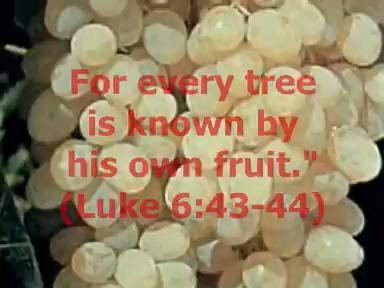 For every tree
is known by
his own fruit."
(Luke 6:43-44)